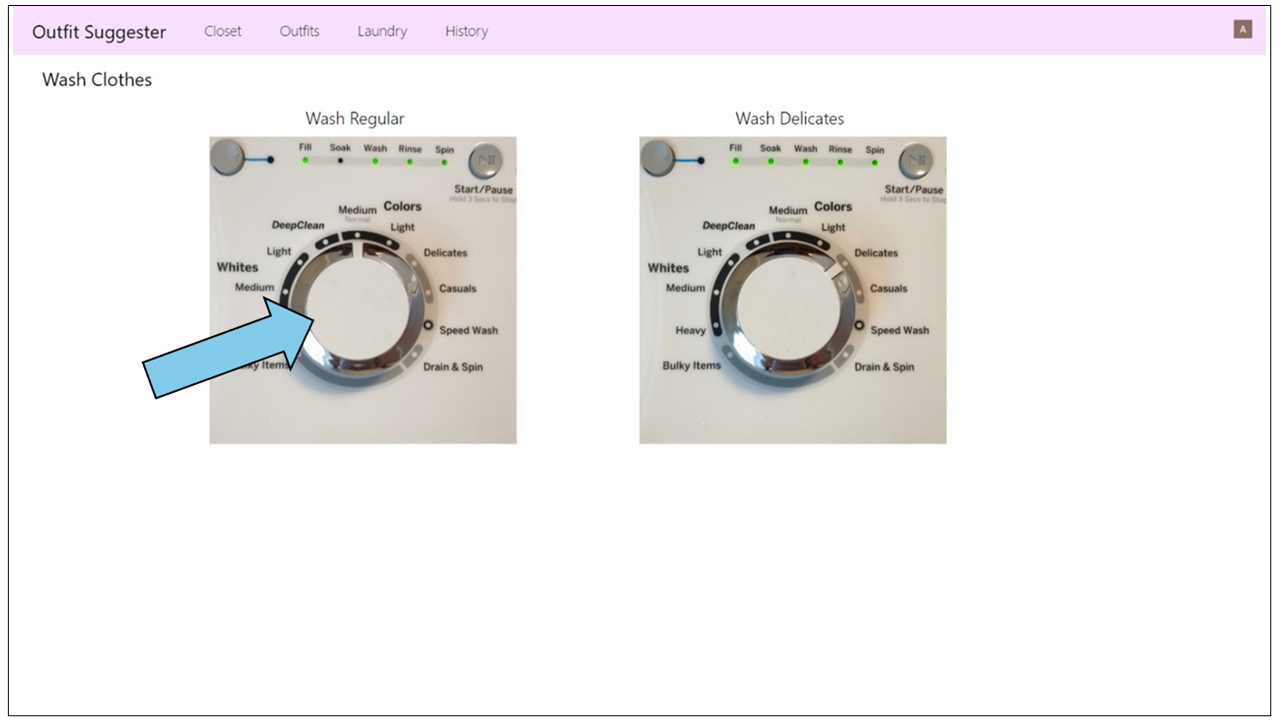 Outfit Suggester Closet Outfits Laundry History A
Wash Clothes
Wash Regular
Fill Soak Wash Rinse Spin
Start/Pause
Hold 3 Secs to Stop
Medium Colors
Normal
DeepClean Light
Light Delicates
Whites
Medium Casuals
Speed Wash
Items Drain & Spin
Wash Delicates
Fill Soak Wash Rinse Spin
Start/Pause
Hold 3 Secs to Stop
Medium Colors
Normal
DeepClean Light
Light Delicates
Whites
Medium Casuals
Heavy Speed Wash
Bulky Items Drain & Spin